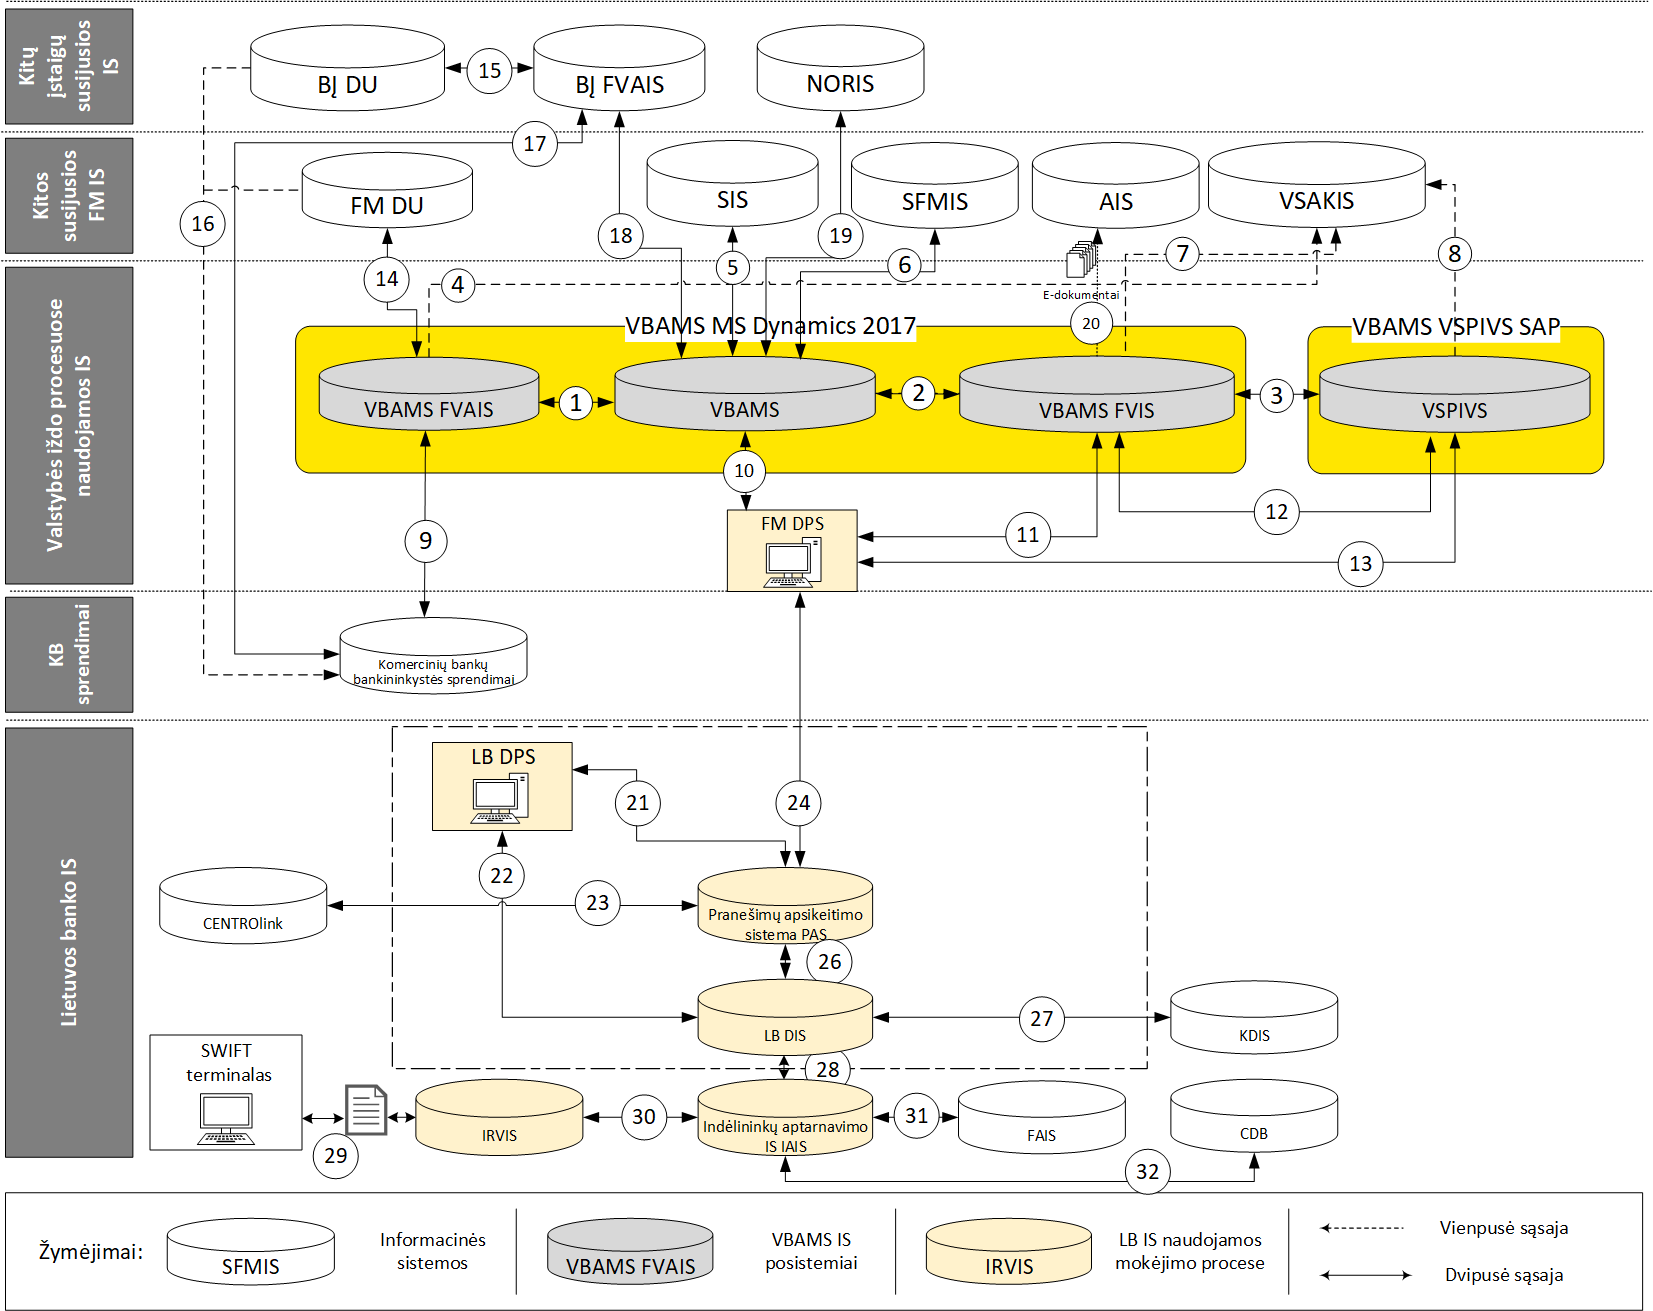 Kitų
įstaigų
susijusios
IS
BĮ DU
15
BĮ FVAIS
NORIS
17
Kitos
susijusios
FM IS
16
FM DU
18
SIS
19
SFMIS
AIS
VSAKIS
7
8
14
4
5
6
E-dokumentai
20
Valstybės iždo procesuose
naudojamos IS
VBAMS MS Dynamics 2017
VBAMS VSPIVS SAP
VBAMS FVAIS
1
VBAMS
2
VBAMS FVIS
3
VSPIVS
9
10
FM DPS
11
12
13
KB
sprendimai
Komercinių bankų
bankininkystės sprendimai
Lietuvos banko IS
LB DPS
21
24
22
CENTROlink
23
Pranešimų apsikeitimo
sistema PAS
26
LB DIS
27
KDIS
28
SWIFT
terminalas
29
IRVIS
30
Indėlininkų aptarnavimo
IS IAIS
31
FAIS
CDB
32
Žymėjimai:
SFMIS
Informacinės
sistemos
VBAMS FVAIS
VBAMS IS
posistemiai
IRVIS
LB IS naudojamos
mokėjimo procese
Vienpusė sąsaja
Dvipusė sąsaja